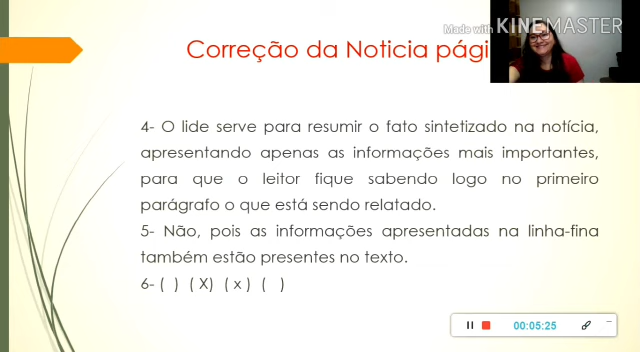 Made with KINEMASTER
Correção da Noticia pági
4- O lide serve para resumir o fato sintetizado na notícia,
apresentando apenas as informações mais importantes,
para que o leitor fique sabendo logo no primeiro
parágrafo o que está sendo relatado.
5- Não, pois as informações apresentadas na linha-fina
também estão presentes no texto.
6- ( ) ( X) ( x ) ( )
00:05:25